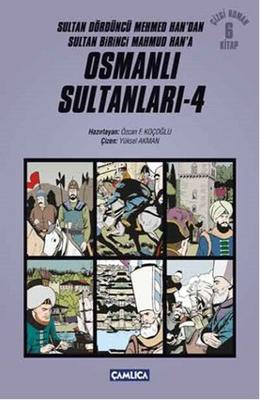 SULTAN DÖRDÜNCÜ MEHMED HAN'DAN
SULTAN BİRİNCİ MAHMUD HAN'A
OSMANLI
SULTANLARI-4
ÇİZGİ ROMAN
6
KİTAP
Hazırlayan: Özcan F. KOÇOĞLU
Çizen: Yüksel AKMAN
ÇAMLICA